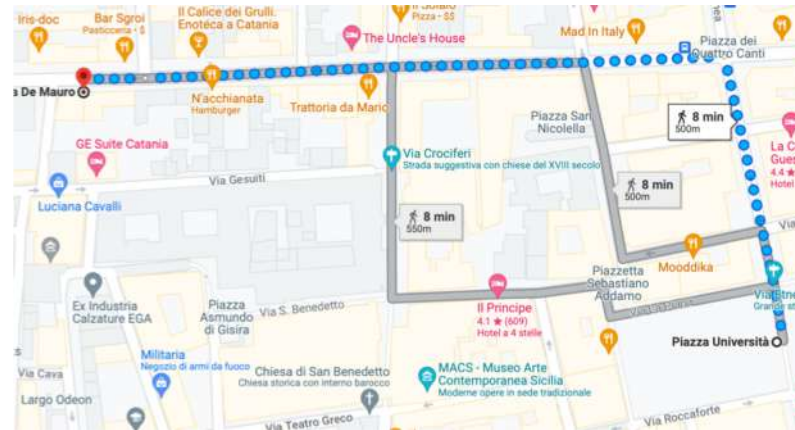 Iris-doc
Bar Sgroi
Pasticceria · $
Il Calice dei Grulli.
Enoteca a Catania
The Uncle's House
Pizza · $$
Mad In Italy
Piazza dei
Quattro Canti
a De Mauro
N'acchianata
Hamburger
Trattoria da Mario
8 min
500m
Piazza San
Nicolella
GE Suite Catania
Via Crociferi
Strada suggestiva con chiese del XVIII secolo
La C
Gues
4.4 ★
Hotel
Via Gesuiti
8 min
500m
Luciana Cavalli
8 min
550m
Mooddika
Piazzetta
Sebastiano
Addamo
Ex Industria
Calzature EGA
Piazza
Asmundo
di Gisira
Via S. Benedetto
Il Principe
4.1 ★ (609)
Hotel a 4 stelle
Grande st
Piazza Università
Militaria
Negozio di armi da fuoco
Chiesa di San Benedetto
Chiesa storica con interno barocco
MACS - Museo Arte
Contemporanea Sicilia
Moderne opere in sede tradizionale
Via Cava
Largo Odeon
Via Teatro Greco
Via Roccaforte